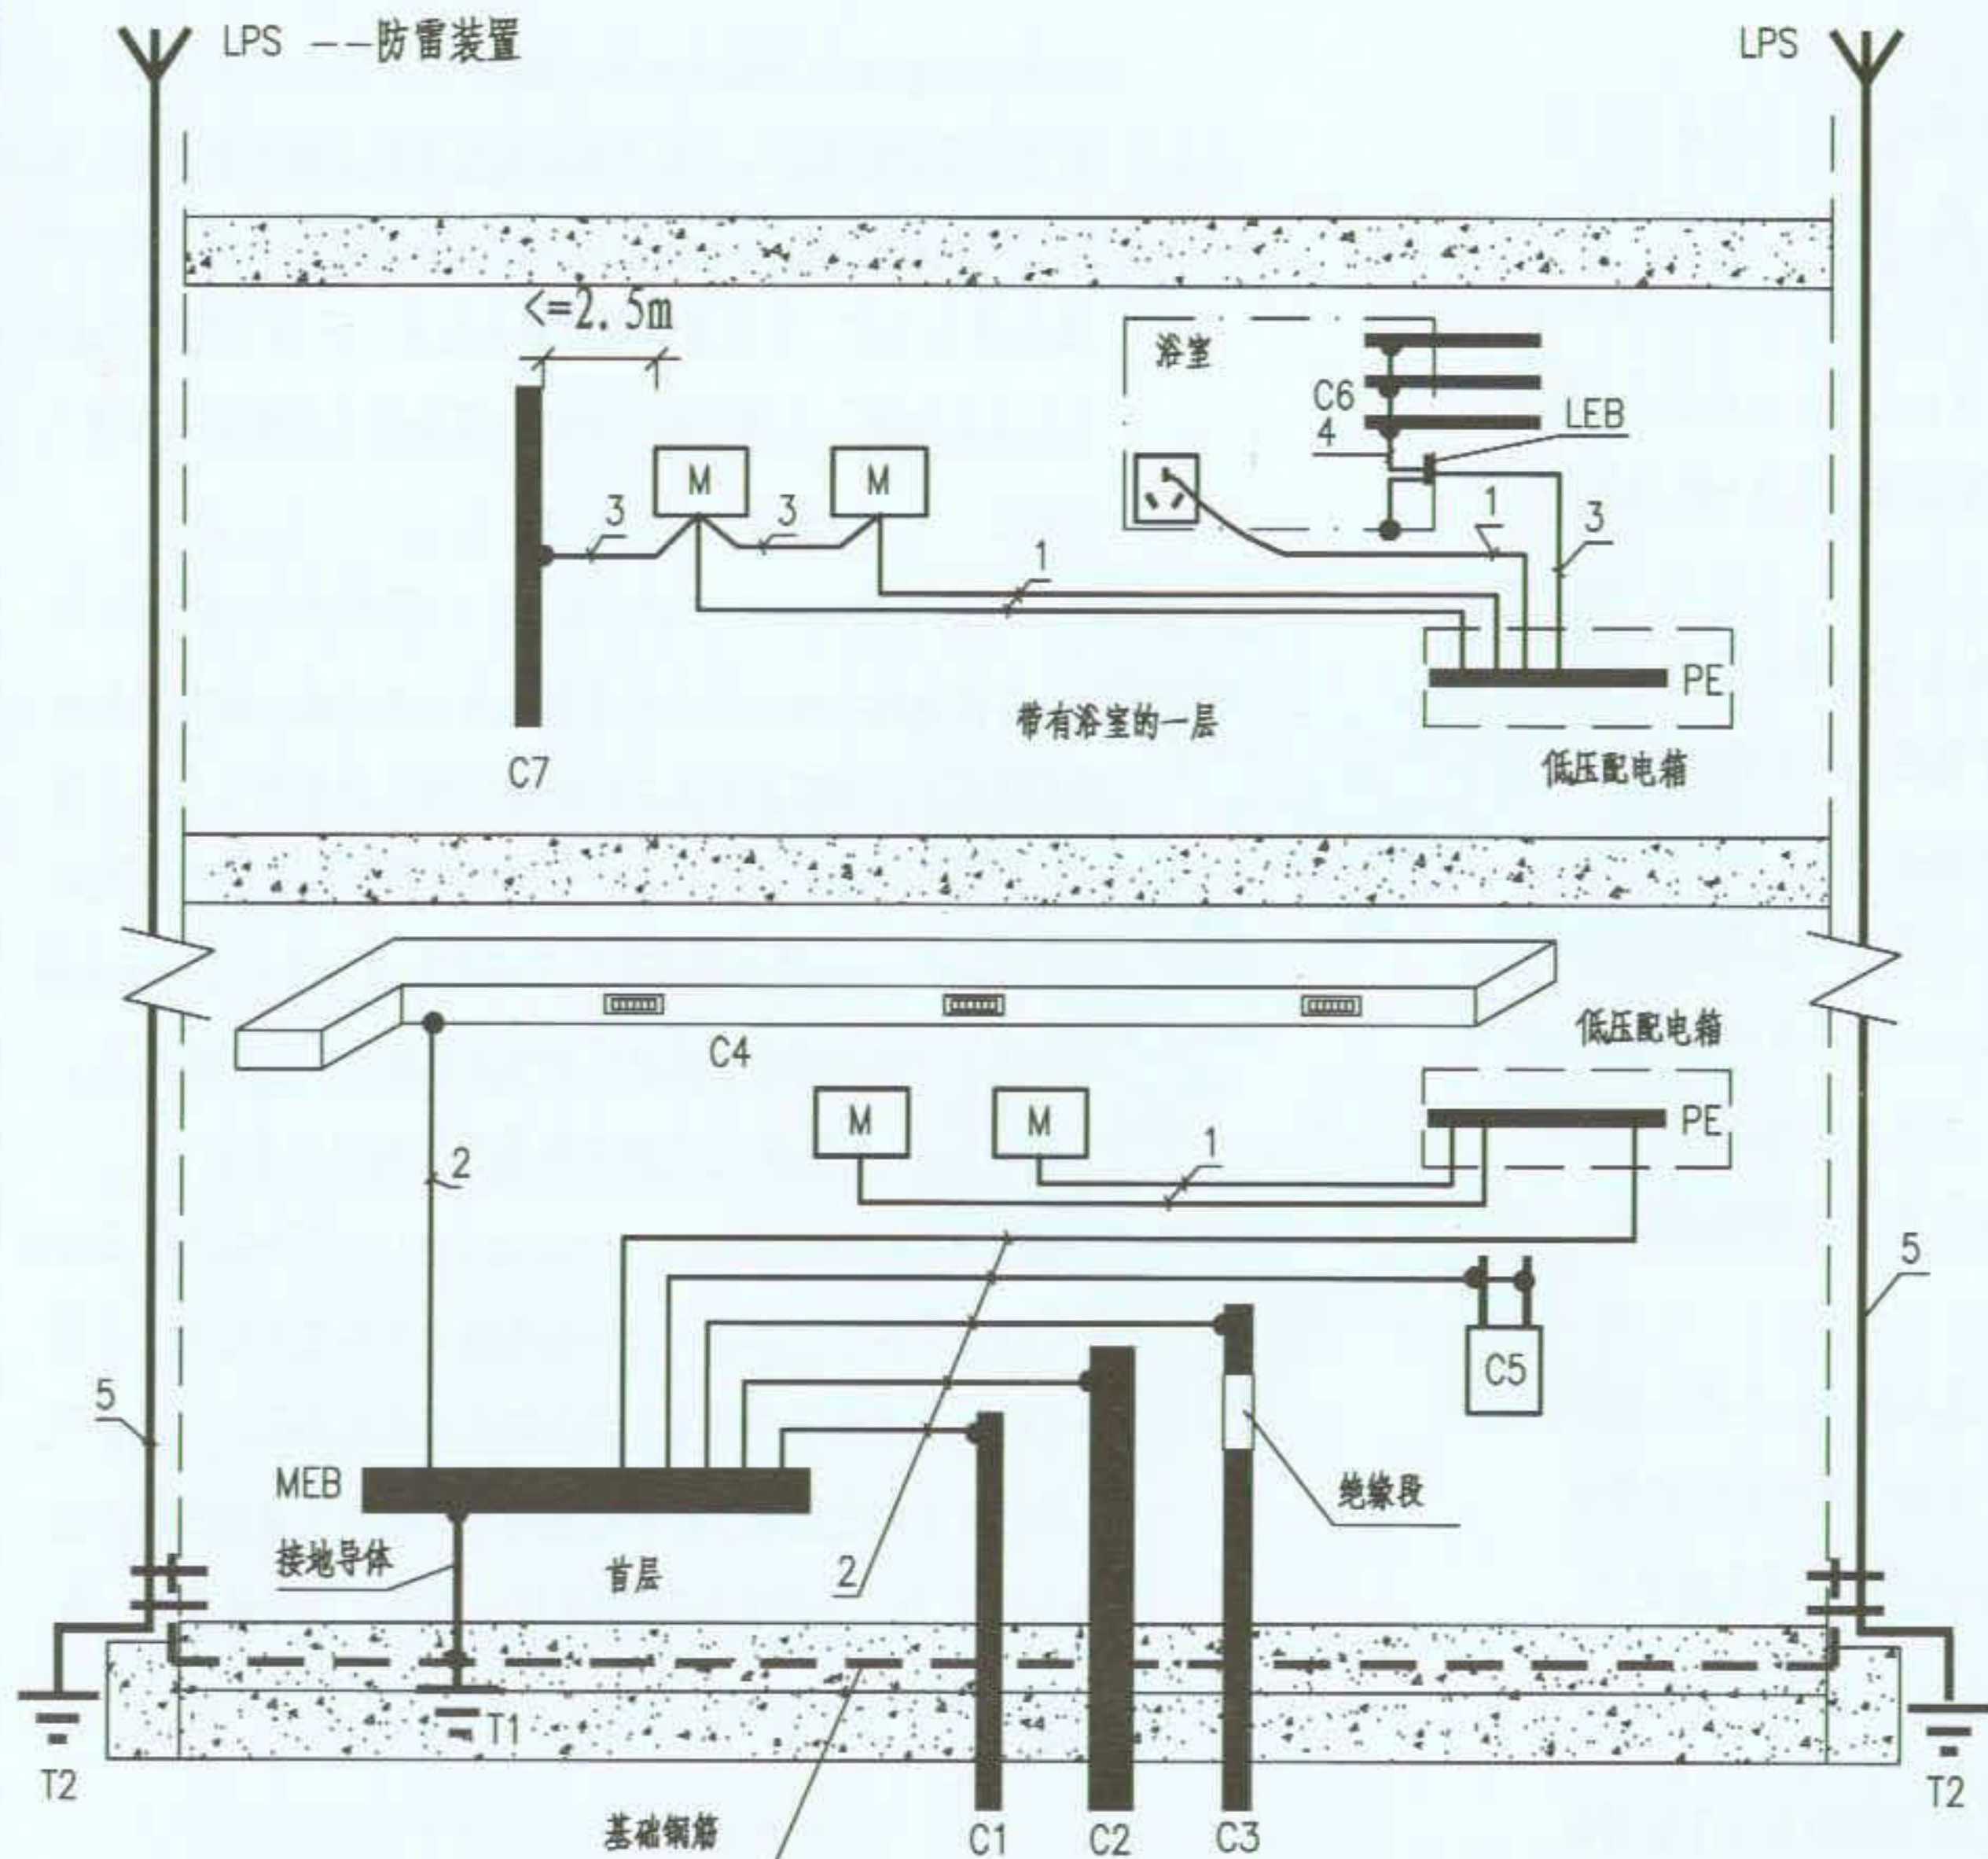 LPS --防雷装置
LPS
<=2.5m
浴室
C6
4
LEB
M
M
3
3
1
3
1
PE
带有浴室的一层
C7
低压配电箱
低压配电箱
C4
M
M
PE
1
2
5
5
C5
MEB
绝缘段
接地导体
首层
2
T1
T2
T2
基础钢筋
C1
C2
C3